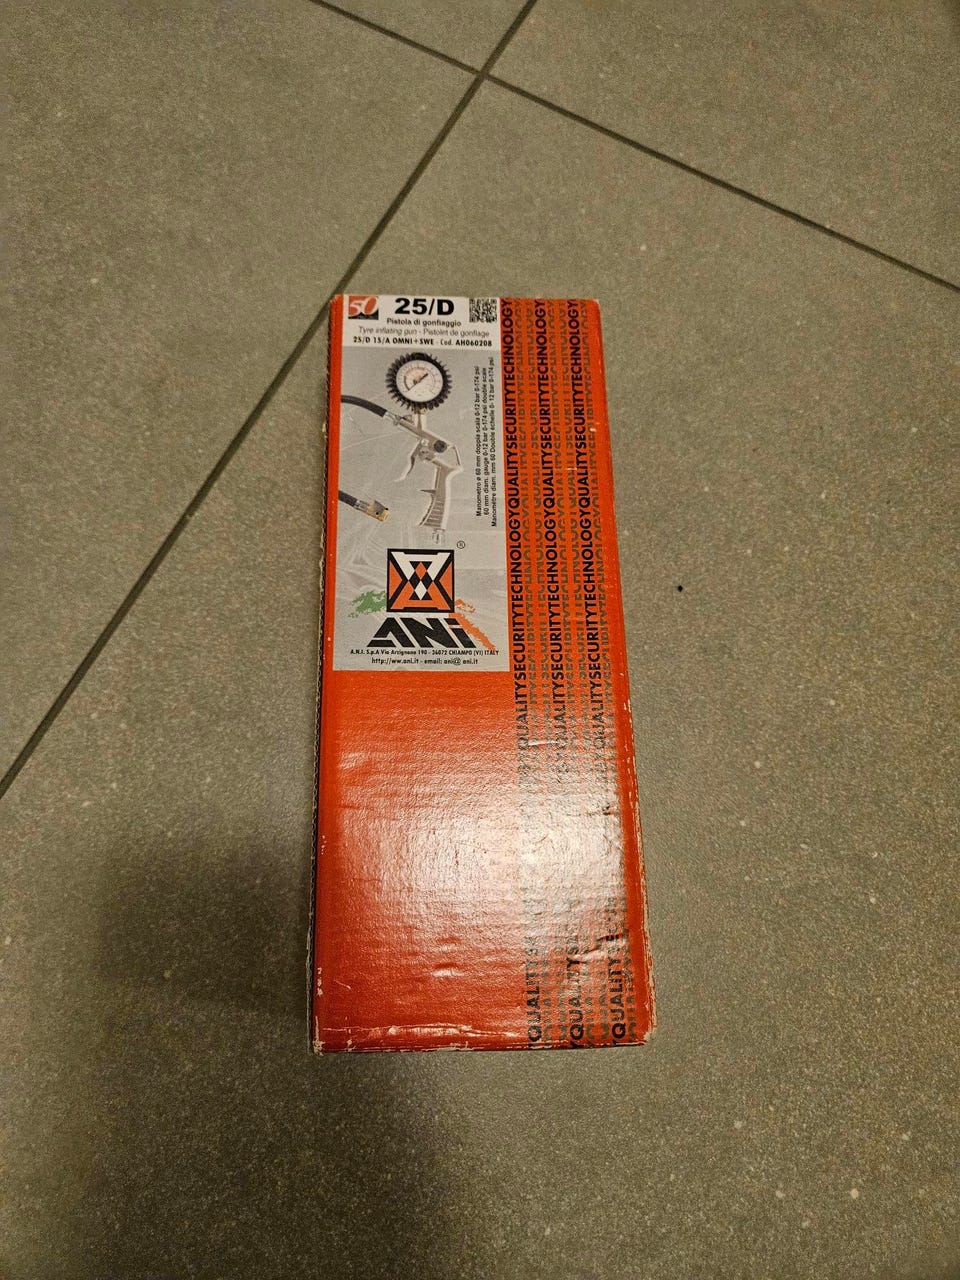 50
25/D
Pistola di gonfiaggio
Tyre inflating gun - Pistolet de gonflage
25/D 15/A OMNI+SWE - Cod. AH060208
Manometro ø 60 mm doppia scala 0-12 bar 0-174 psi
60 mm diam. gauge 0-12 bar 0-174 psi double scale
Manomètre diam. mm 60 Double échelle 0- 12 bar 0-174 psi
®
ANi
A.N.I. S.p.A Via Arzignano 190 - 36072 CHIAMPO (VI) ITALY
http://ww.ani.it - email: ani@ ani.it
QUALITYSECURITYTECHNOLOGYQUALITYSECURITYTECHNOLOGY
QUALITYSECURITYTECHNOLOGYQUALITYSECURITYTECHNOLOGY
QUALITYSECURITYTECHNOLOGYQUALITYSECURITYTECHNOLOGY